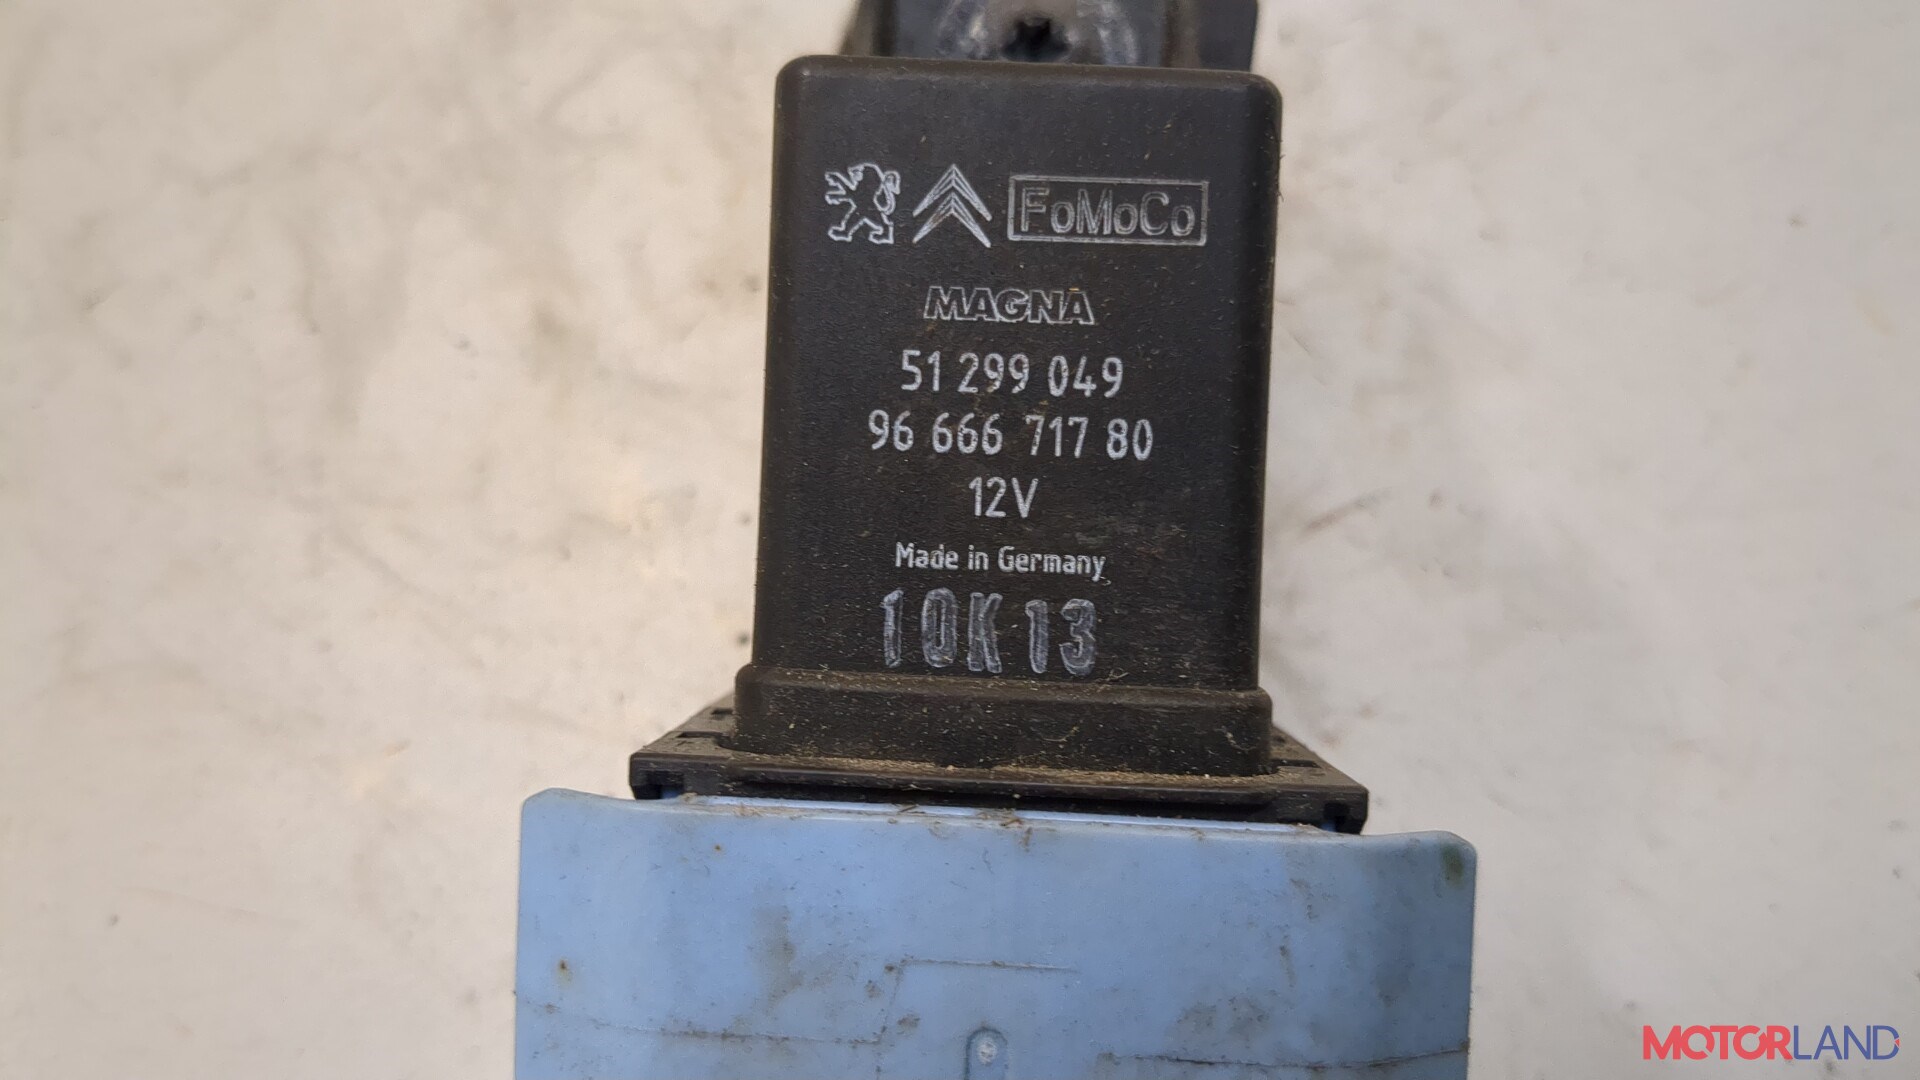 FoMoCo
MAGNA
51 299 049
96 666 717 80
12V
Made in Germany
10K13
MOTORLAND